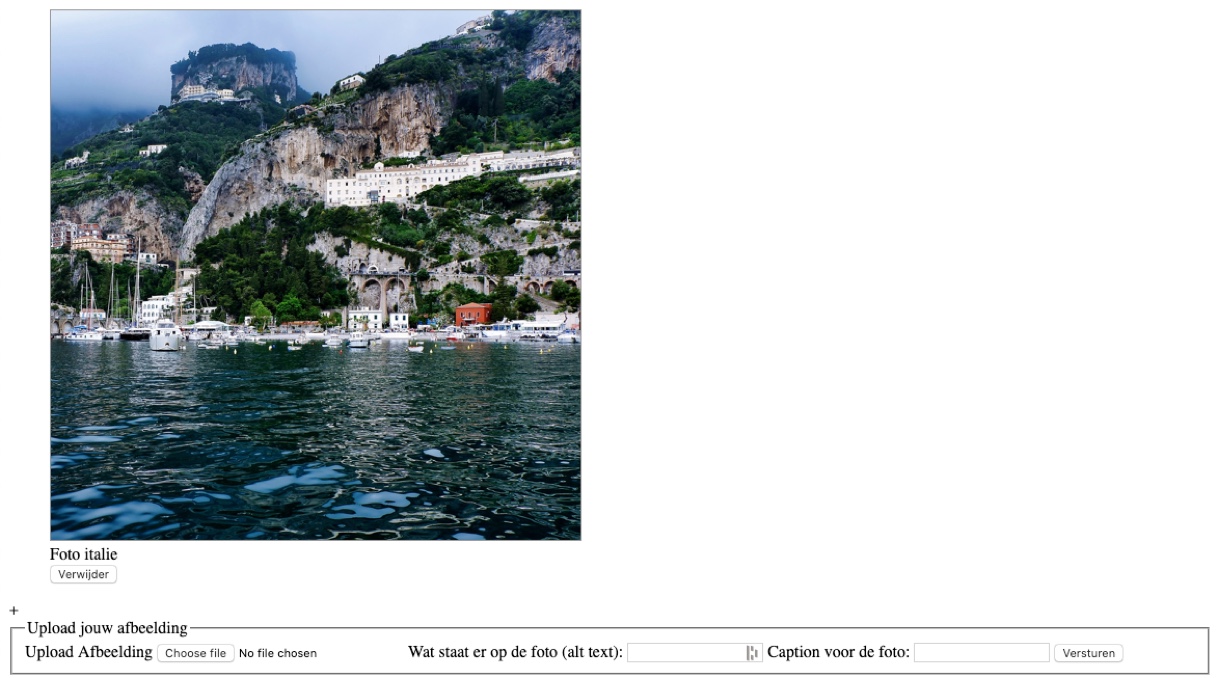 Foto italie
Verwijder
+
Upload jouw afbeelding
Upload Afbeelding Choose file No file chosen Wat staat er op de foto (alt text): Caption voor de foto: Versturen